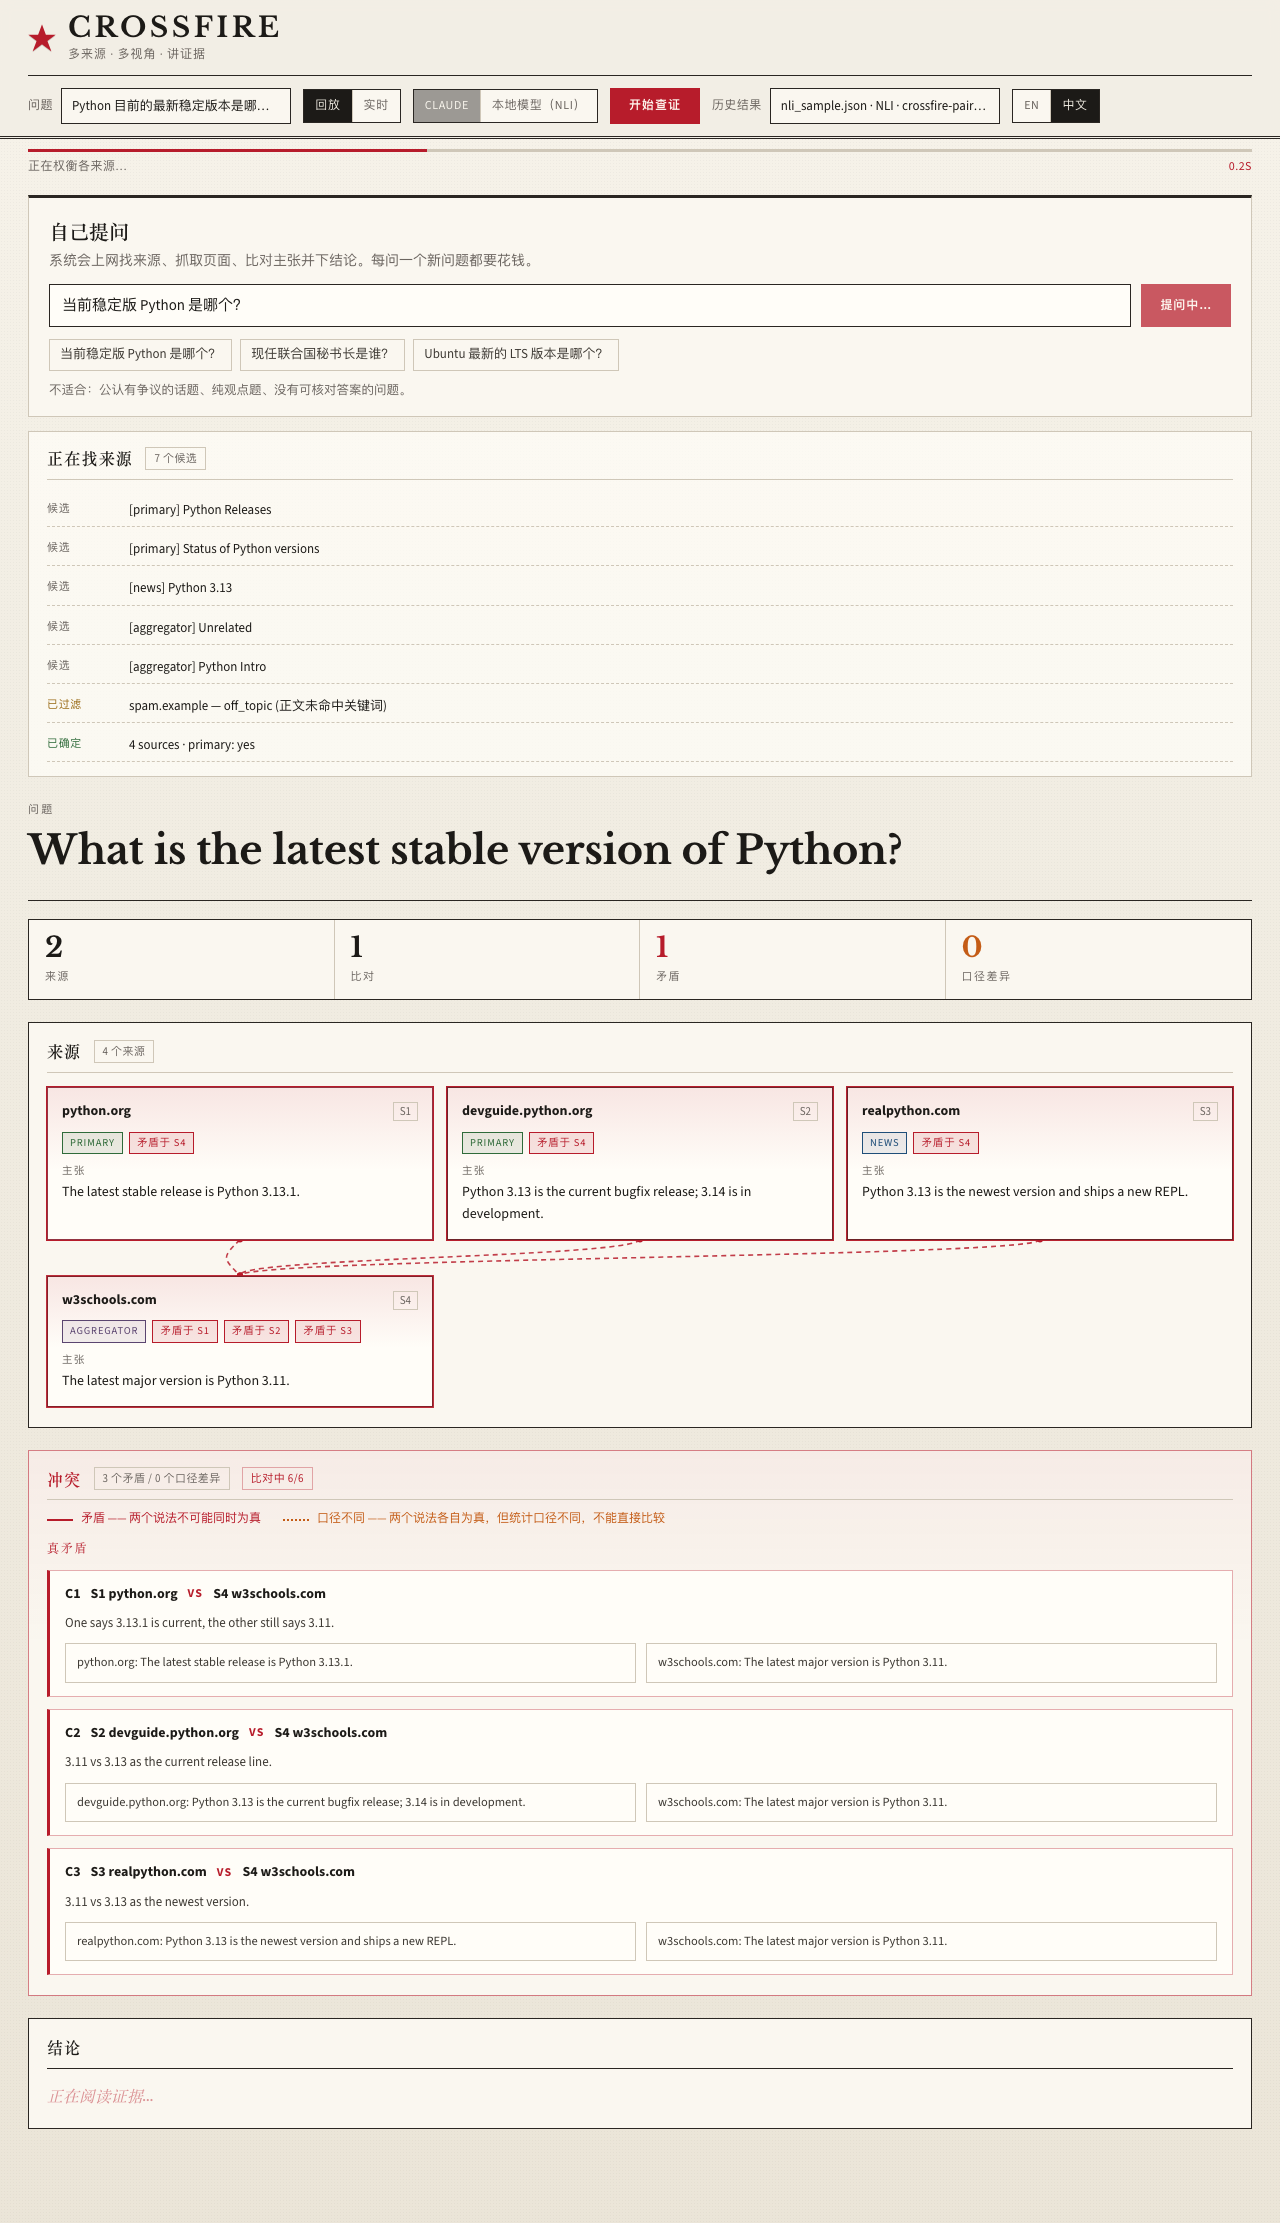 CROSSFIRE
多来源 · 多视角 · 讲证据
问题 Python 目前的最新稳定版本是哪… 回放 实时 CLAUDE 本地模型（NLI） 开始查证 历史结果 nli_sample.json · NLI · crossfire-pair… EN 中文
正在权衡各来源… 0.2S
自己提问
系统会上网找来源、抓取页面、比对主张并下结论。每问一个新问题都要花钱。
当前稳定版 Python 是哪个？ 提问中…
当前稳定版 Python 是哪个？ 现任联合国秘书长是谁？ Ubuntu 最新的 LTS 版本是哪个？
不适合：公认有争议的话题、纯观点题、没有可核对答案的问题。
正在找来源 7 个候选
候选 [primary] Python Releases
候选 [primary] Status of Python versions
候选 [news] Python 3.13
候选 [aggregator] Unrelated
候选 [aggregator] Python Intro
已过滤 spam.example — off_topic (正文未命中关键词)
已确定 4 sources · primary: yes
问题
What is the latest stable version of Python?
2 1 1 0
来源 比对 矛盾 口径差异
来源 4 个来源
python.org S1
PRIMARY 矛盾于 S4
主张
The latest stable release is Python 3.13.1.
devguide.python.org S2
PRIMARY 矛盾于 S4
主张
Python 3.13 is the current bugfix release; 3.14 is in
development.
realpython.com S3
NEWS 矛盾于 S4
主张
Python 3.13 is the newest version and ships a new REPL.
w3schools.com S4
AGGREGATOR 矛盾于 S1 矛盾于 S2 矛盾于 S3
主张
The latest major version is Python 3.11.
冲突 3 个矛盾 / 0 个口径差异 比对中 6/6
矛盾 —— 两个说法不可能同时为真 口径不同 —— 两个说法各自为真，但统计口径不同，不能直接比较
真矛盾
C1 S1 python.org VS S4 w3schools.com
One says 3.13.1 is current, the other still says 3.11.
python.org: The latest stable release is Python 3.13.1. w3schools.com: The latest major version is Python 3.11.
C2 S2 devguide.python.org VS S4 w3schools.com
3.11 vs 3.13 as the current release line.
devguide.python.org: Python 3.13 is the current bugfix release; 3.14 is in development. w3schools.com: The latest major version is Python 3.11.
C3 S3 realpython.com VS S4 w3schools.com
3.11 vs 3.13 as the newest version.
realpython.com: Python 3.13 is the newest version and ships a new REPL. w3schools.com: The latest major version is Python 3.11.
结论
正在阅读证据…